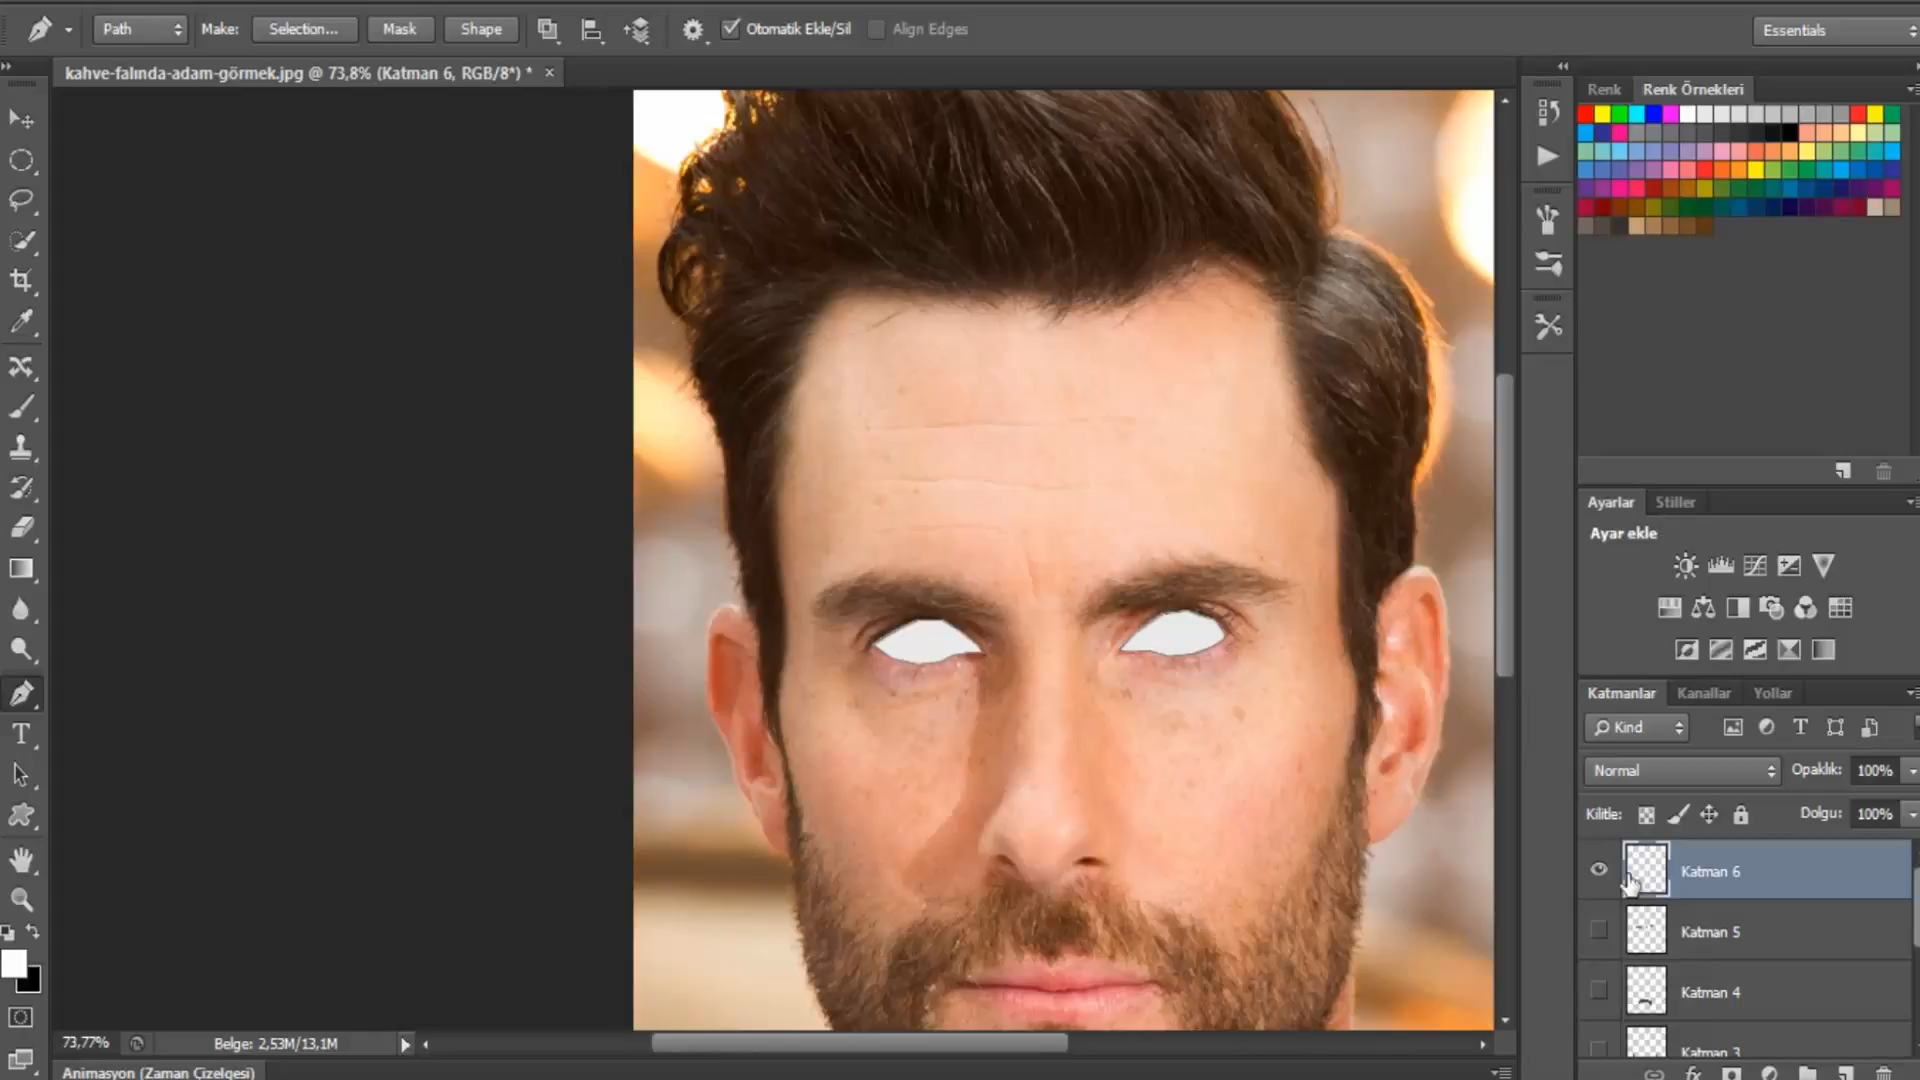 Path
Make:
Selection...
Mask
Shape
Otomatik Ekle/Sil
Align Edges
Essentials
kahve-falında-adam-görmek.jpg @ 73,8% (Katman 6, RGB/8*) * ×
Renk
Renk Örnekleri
Ayarlar
Stiller
Ayar ekle
Katmanlar
Kanallar
Yollar
Kind
Normal
Opaklık:
100%
Kilitle:
Dolgu:
100%
Katman 6
Katman 5
Katman 4
Katman 3
73,77%
Belge: 2,53M/13,1M
Animasyon (Zaman Çizelgesi)